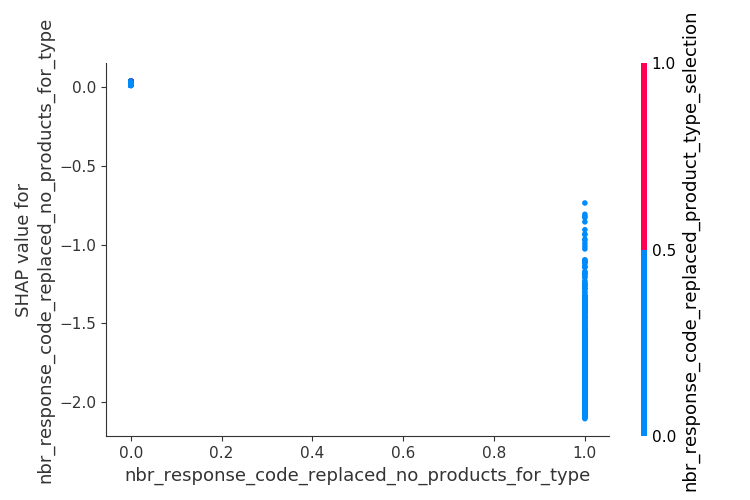 SHAP value for
nbr_response_code_replaced_no_products_for_type
0.0
−0.5
−1.0
−1.5
−2.0
0.0 0.2 0.4 0.6 0.8 1.0
nbr_response_code_replaced_no_products_for_type
1.0
0.5
0.0
nbr_response_code_replaced_product_type_selection